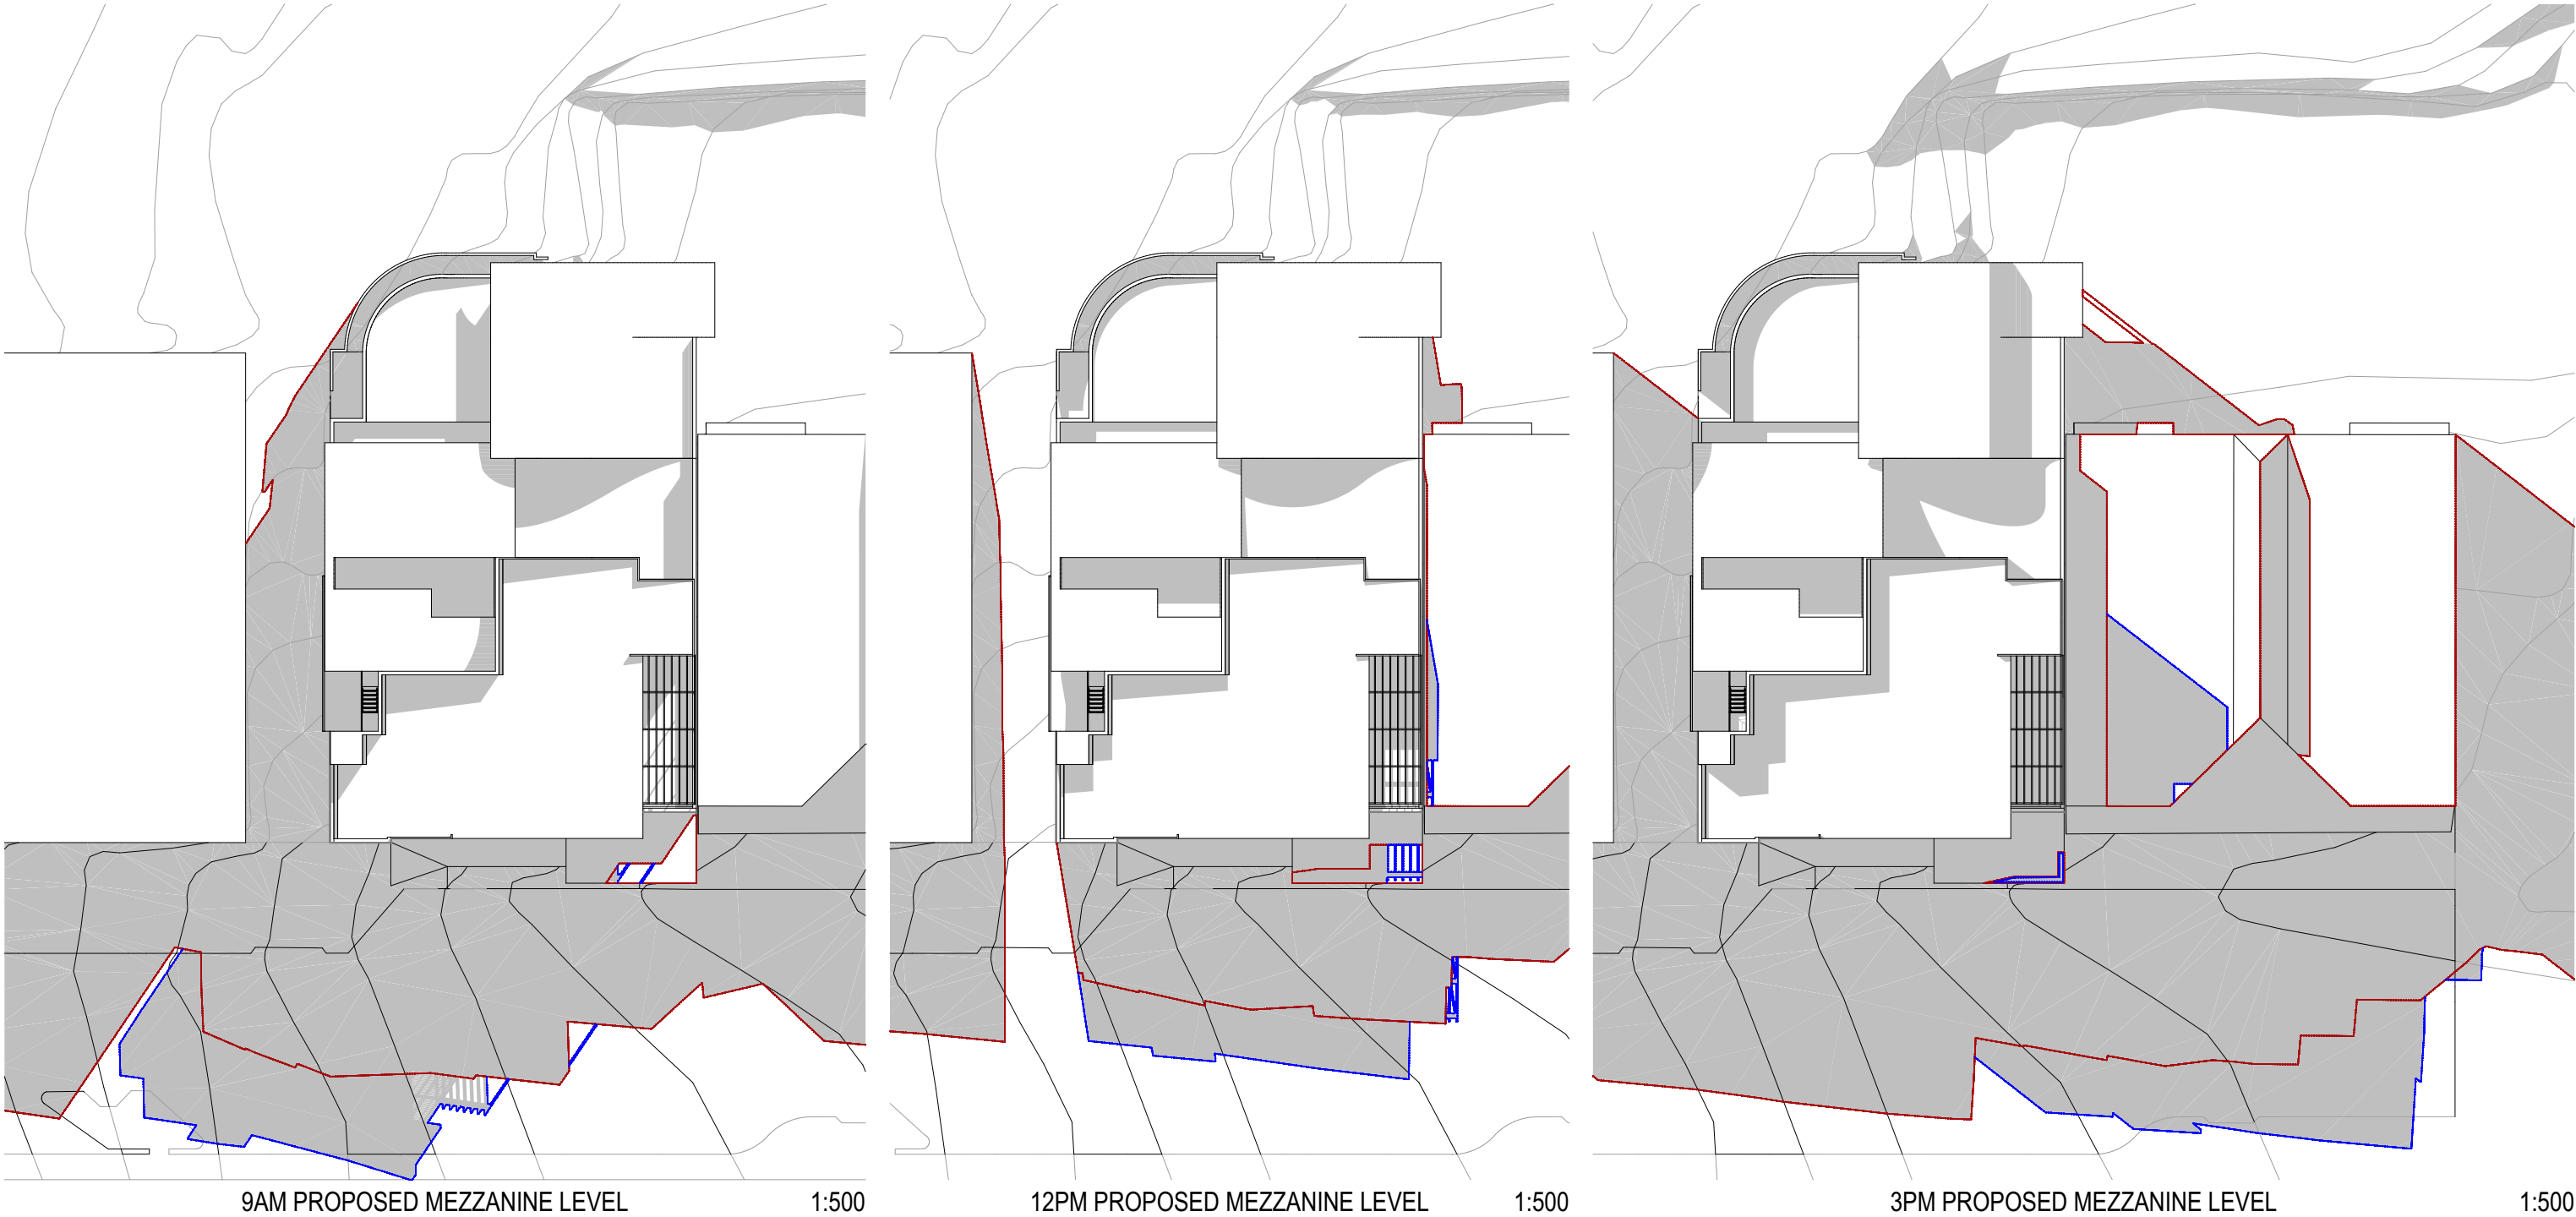 9AM PROPOSED MEZZANINE LEVEL 1:500
12PM PROPOSED MEZZANINE LEVEL 1:500
3PM PROPOSED MEZZANINE LEVEL 1:500